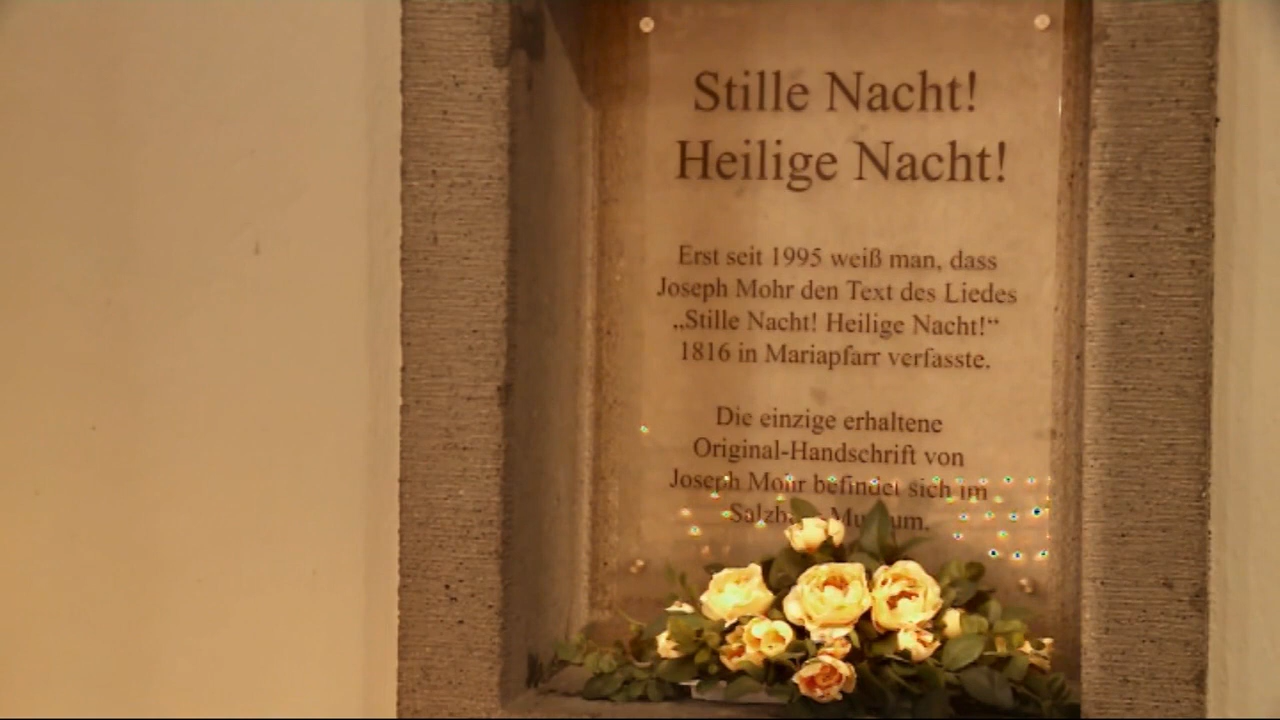 Stille Nacht!
Heilige Nacht!
Erst seit 1995 weiß man, dass
Joseph Mohr den Text des Liedes
„Stille Nacht! Heilige Nacht!“
1816 in Mariapfarr verfasste.
Die einzige erhaltene
Original-Handschrift von
Joseph Mohr befindet sich im